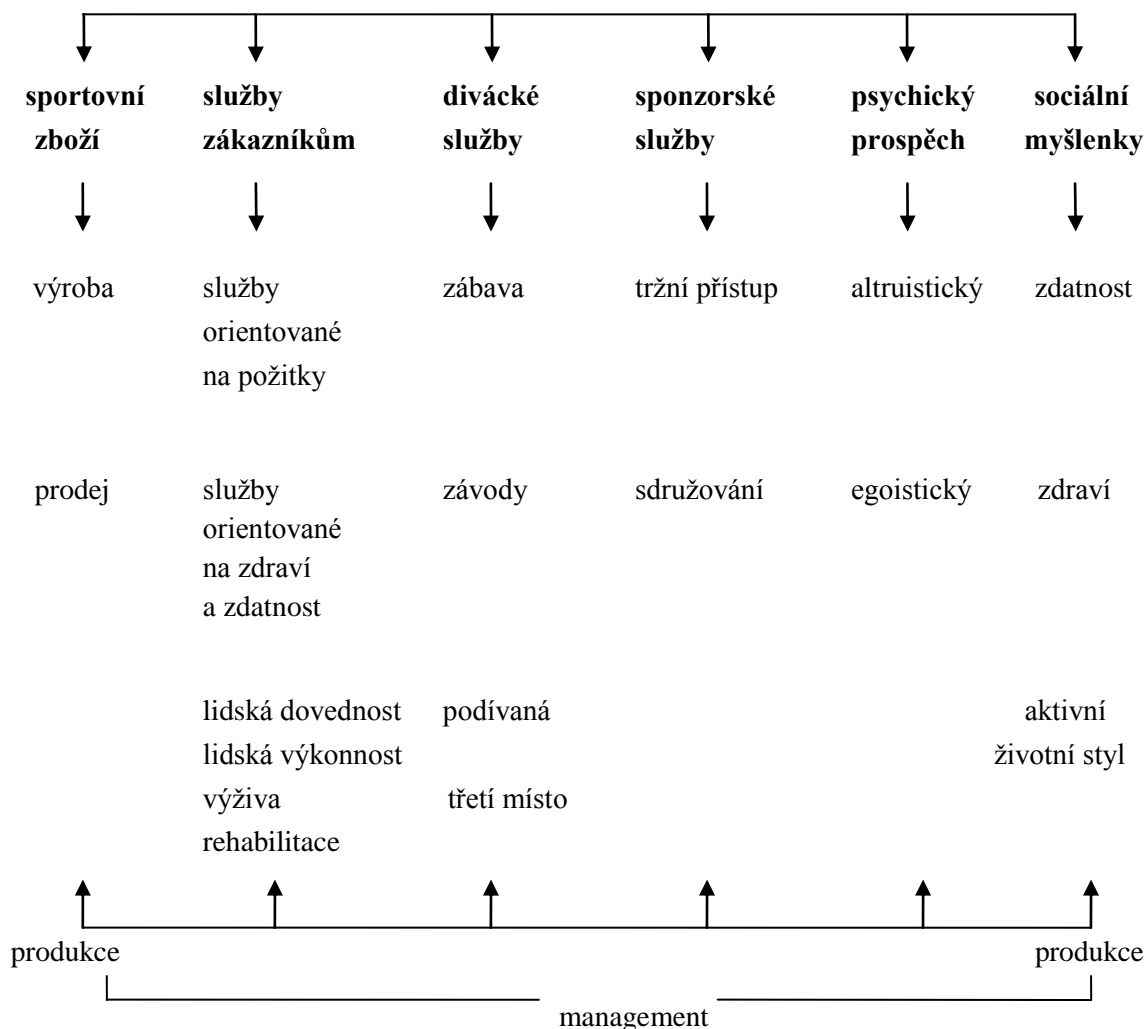 sportovní služby divácké sponzorské psychický sociální
zboží zákazníkům služby služby prospěch myšlenky
výroba služby zábava tržní přístup altruistický zdatnost
orientované
na požitky
prodej služby závody sdružování egoistický zdraví
orientované
na zdraví
a zdatnost
lidská dovednost podívaná aktivní
lidská výkonnost životní styl
výživa třetí místo
rehabilitace
produkce produkce
management